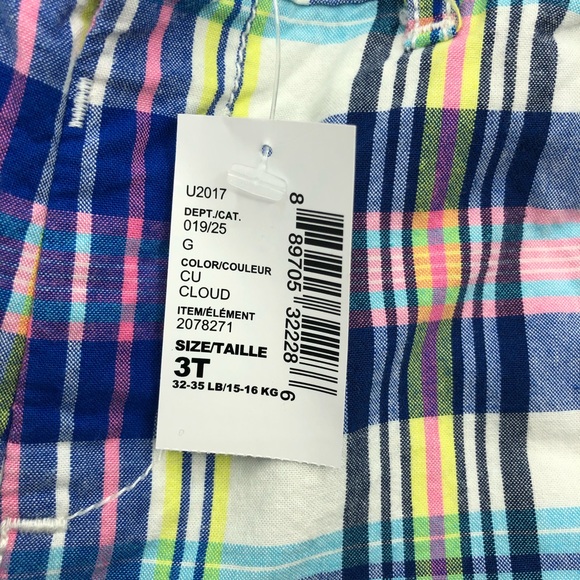 U2017
DEPT./CAT.
019/25
G
COLOR/COULEUR
CU
CLOUD
ITEM/ÉLÉMENT
2078271
SIZE/TAILLE
3T
32-35 LB/15-16 KG
8 89705 32228 6